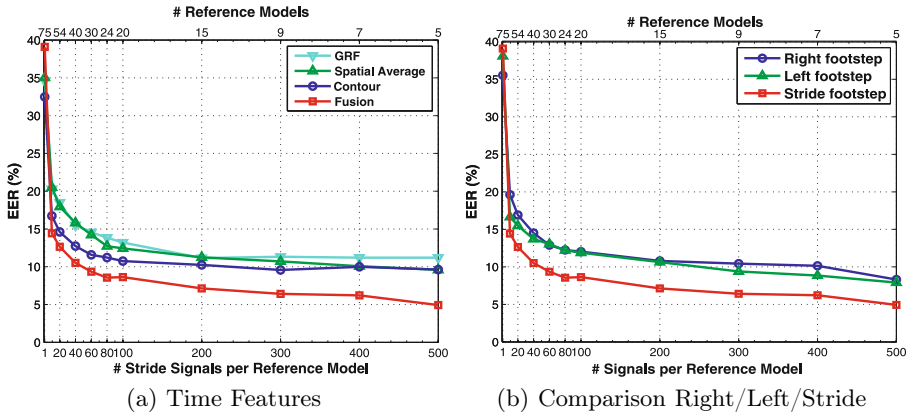 # Reference Models
75 54 40 30 24 20 15 9 7 5
40
35
30
25
20
15
10
5
0
EER (%)
GRF
Spatial Average
Contour
Fusion
1 20 40 60 80 100 200 300 400 500
# Stride Signals per Reference Model
(a) Time Features
# Reference Models
75 54 40 30 24 20 15 9 7 5
40
35
30
25
20
15
10
5
0
EER (%)
Right footstep
Left footstep
Stride footstep
1 20 40 60 80 100 200 300 400 500
# Signals per Reference Model
(b) Comparison Right/Left/Stride